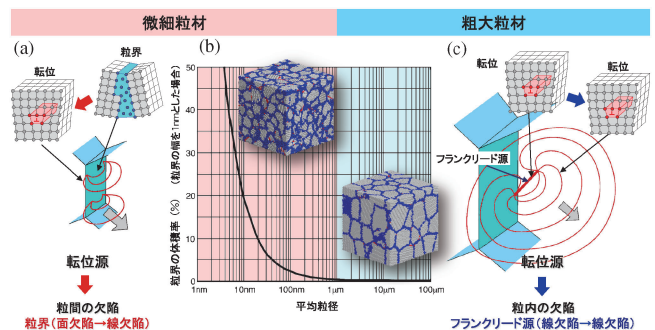 微細粒材
粗大粒材
(a)
粒界
転位
転位源
粒間の欠陥
粒界(面欠陥→線欠陥)
(b)
粒界の体積率(%)(粒界の幅を1nmとした場合)
50
40
30
20
10
0
1nm
10nm
100nm
1μm
10μm
100μm
平均粒径
(c)
転位
転位
フランクリード源
転位源
粒内の欠陥
フランクリード源(線欠陥→線欠陥)